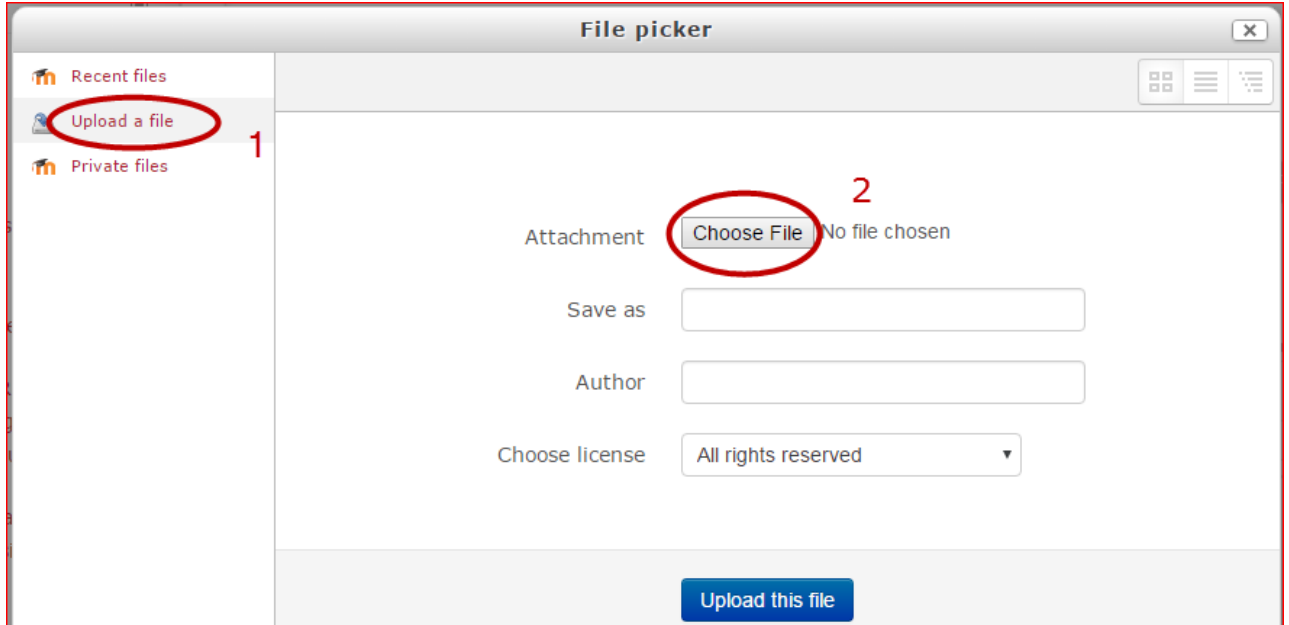 File picker
Recent files
Upload a file
1
Private files
2
Attachment Choose File No file chosen
Save as
Author
Choose license All rights reserved
Upload this file